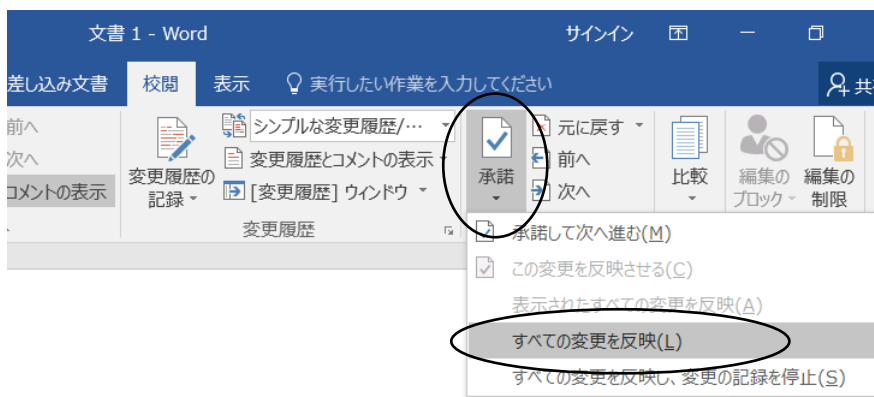 文書 1 - Word サインイン
差し込み文書 校閲 表示 実行したい作業を入力してください 共
前へ
次へ
コメントの表示
変更履歴の
記録
シンプルな変更履歴/…
変更履歴とコメントの表示
[変更履歴] ウィンドウ
変更履歴
承諾
元に戻す
前へ
次へ
比較
編集の
ブロック
編集の
制限
承諾して次へ進む(M)
この変更を反映させる(C)
表示されたすべての変更を反映(A)
すべての変更を反映(L)
すべての変更を反映し、変更の記録を停止(S)